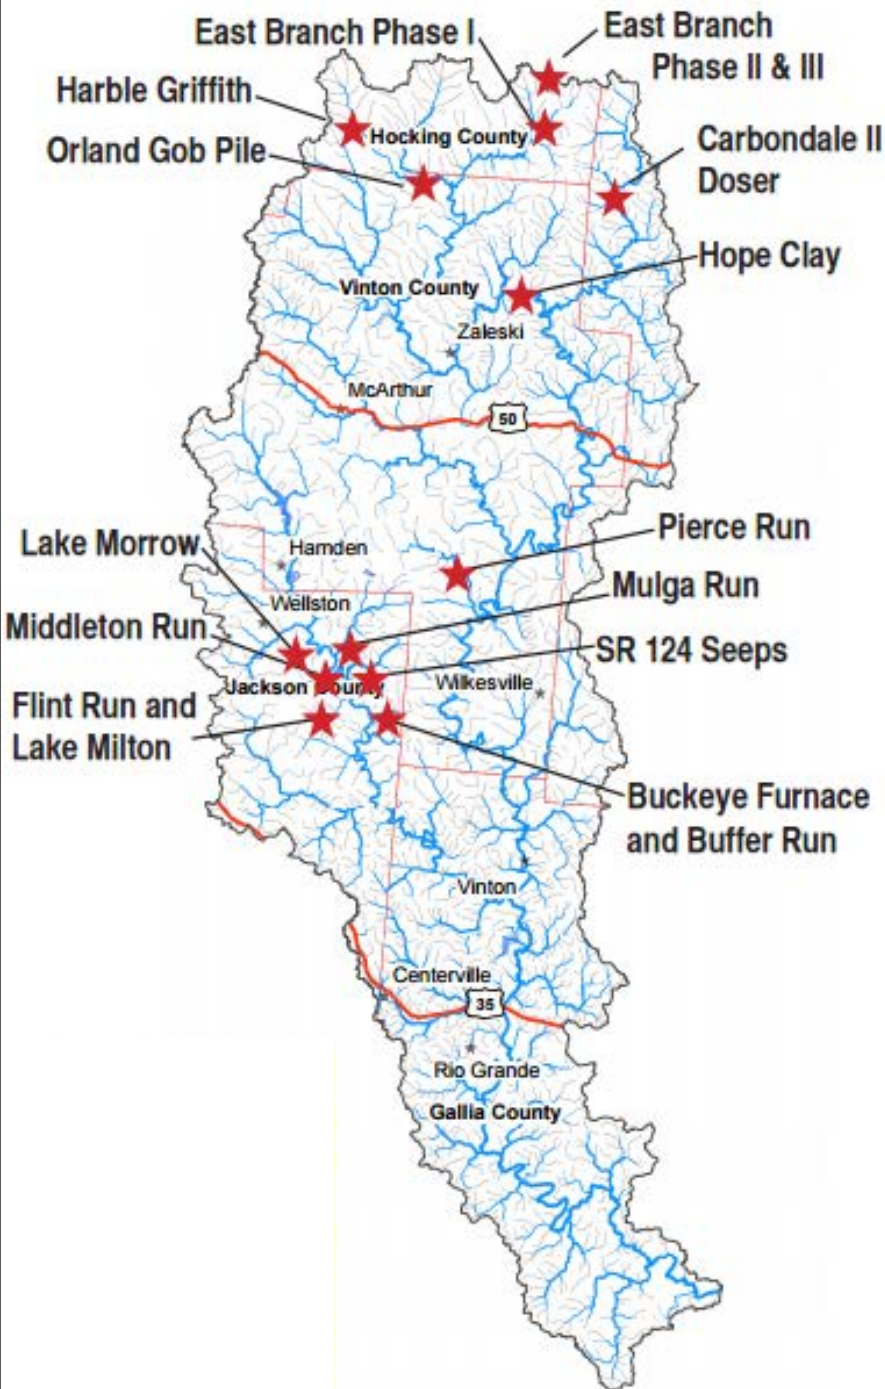 East Branch Phase I
East Branch
Phase II & III
Harble Griffith
Hocking County
Orland Gob Pile
Carbondale II
Doser
Hope Clay
Vinton County
Zaleski
McArthur
50
Pierce Run
Lake Morrow
Hamden
Mulga Run
Wellston
Middleton Run
SR 124 Seeps
Jackson County
Wilkesville
Flint Run and
Lake Milton
Buckeye Furnace
and Buffer Run
Vinton
Centerville
35
Rio Grande
Gallia County